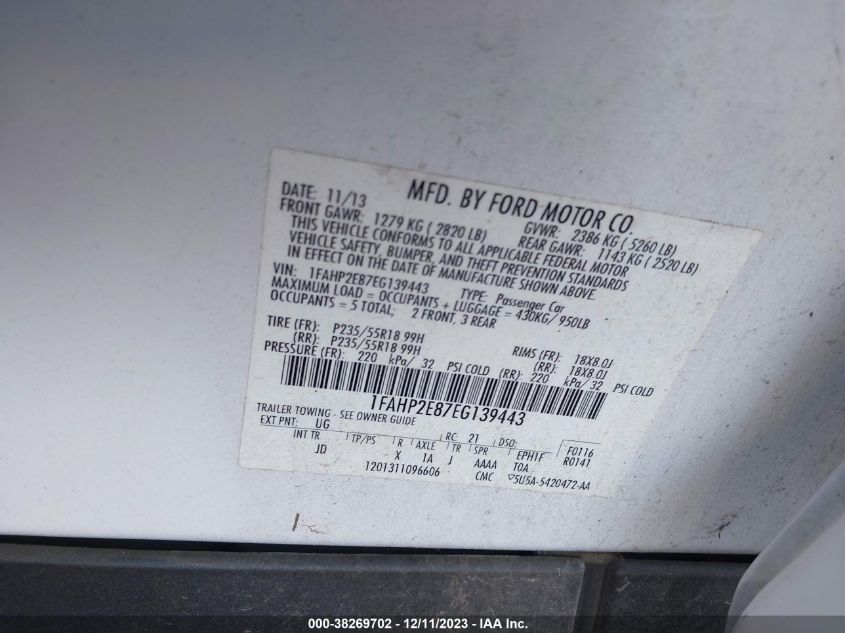 MFD. BY FORD MOTOR CO.
DATE: 11/13 GVWR: 2386 KG ( 5260 LB)
FRONT GAWR: 1279 KG ( 2820 LB) REAR GAWR: 1143 KG ( 2520 LB)
THIS VEHICLE CONFORMS TO ALL APPLICABLE FEDERAL MOTOR
VEHICLE SAFETY, BUMPER, AND THEFT PREVENTION STANDARDS
IN EFFECT ON THE DATE OF MANUFACTURE SHOWN ABOVE.
VIN: 1FAHP2E87EG139443 TYPE: Passenger Car
MAXIMUM LOAD = OCCUPANTS + LUGGAGE = 430KG/ 950LB
OCCUPANTS = 5 TOTAL; 2 FRONT, 3 REAR
TIRE (FR): P235/55R18 99H RIMS (FR): 18X8.0J
(RR): P235/55R18 99H (RR): 18X8.0J
PRESSURE (FR): 220 kPa/ 32 PSI COLD (RR): 220 kPa/ 32 PSI COLD
1FAHP2E87EG139443
TRAILER TOWING - SEE OWNER GUIDE
EXT PNT: UG RC: 21 DSO: F0116
INT TR TP/PS R AXLE TR SPR EPH1F R0141
JD X 1A J AAAA TOA
1201311096606 CMC 5U5A-5420472-AA
000-38269702 - 12/11/2023 - IAA Inc.